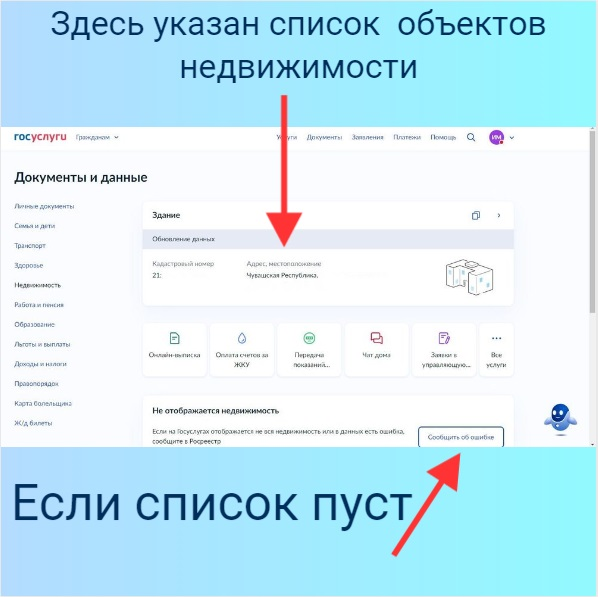 Здесь указан список объектов
недвижимости
госуслуги Гражданам Услуги Документы Заявления Платежи Помощь ИМ
Документы и данные
Личные документы
Семья и дети
Транспорт
Здоровье
Недвижимость
Работа и пенсия
Образование
Льготы и выплаты
Доходы и налоги
Правопорядок
Карта болельщика
Ж/д билеты
Здание
Обновление данных
Кадастровый номер Адрес, местоположение
21: Чувашская Республика,
Онлайн-выписка
Оплата счетов за
ЖКУ
Передача
показаний...
Чат дома
Заявки в
управляющую...
Все
услуги
Не отображается недвижимость
Если на Госуслугах отображается не вся недвижимость или в данных есть ошибка,
сообщите в Росреестр
Сообщить об ошибке
Если список пуст